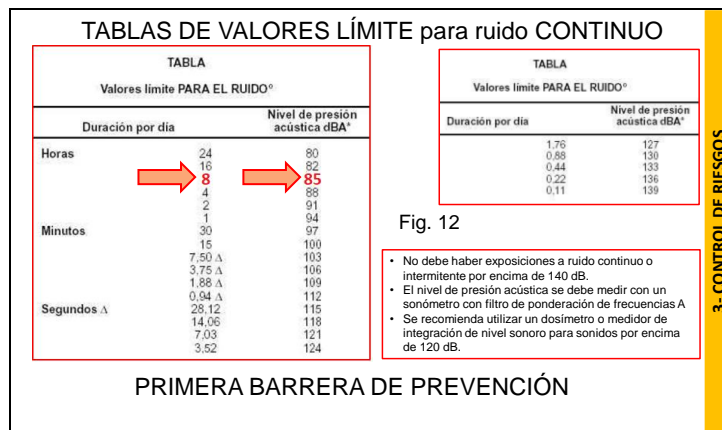 TABLAS DE VALORES LÍMITE para ruido CONTINUO
TABLA
Valores límite PARA EL RUIDO°
Duración por día
Nivel de presión
acústica dBA*
Horas 24 80
16 82
8 85
4 88
2 91
1 94
Minutos 30 97
15 100
7,50 Δ 103
3,75 Δ 106
1,88 Δ 109
0,94 Δ 112
Segundos Δ 28,12 115
14,06 118
7,03 121
3,52 124
TABLA
Valores límite PARA EL RUIDO°
Duración por día
Nivel de presión
acústica dBA*
1,76 127
0,88 130
0,44 133
0,22 136
0,11 139
Fig. 12
• No debe haber exposiciones a ruido continuo o
intermitente por encima de 140 dB.
• El nivel de presión acústica se debe medir con un
sonómetro con filtro de ponderación de frecuencias A
• Se recomienda utilizar un dosímetro o medidor de
integración de nivel sonoro para sonidos por encima
de 120 dB.
PRIMERA BARRERA DE PREVENCIÓN
3- CONTROL DE RIESGOS